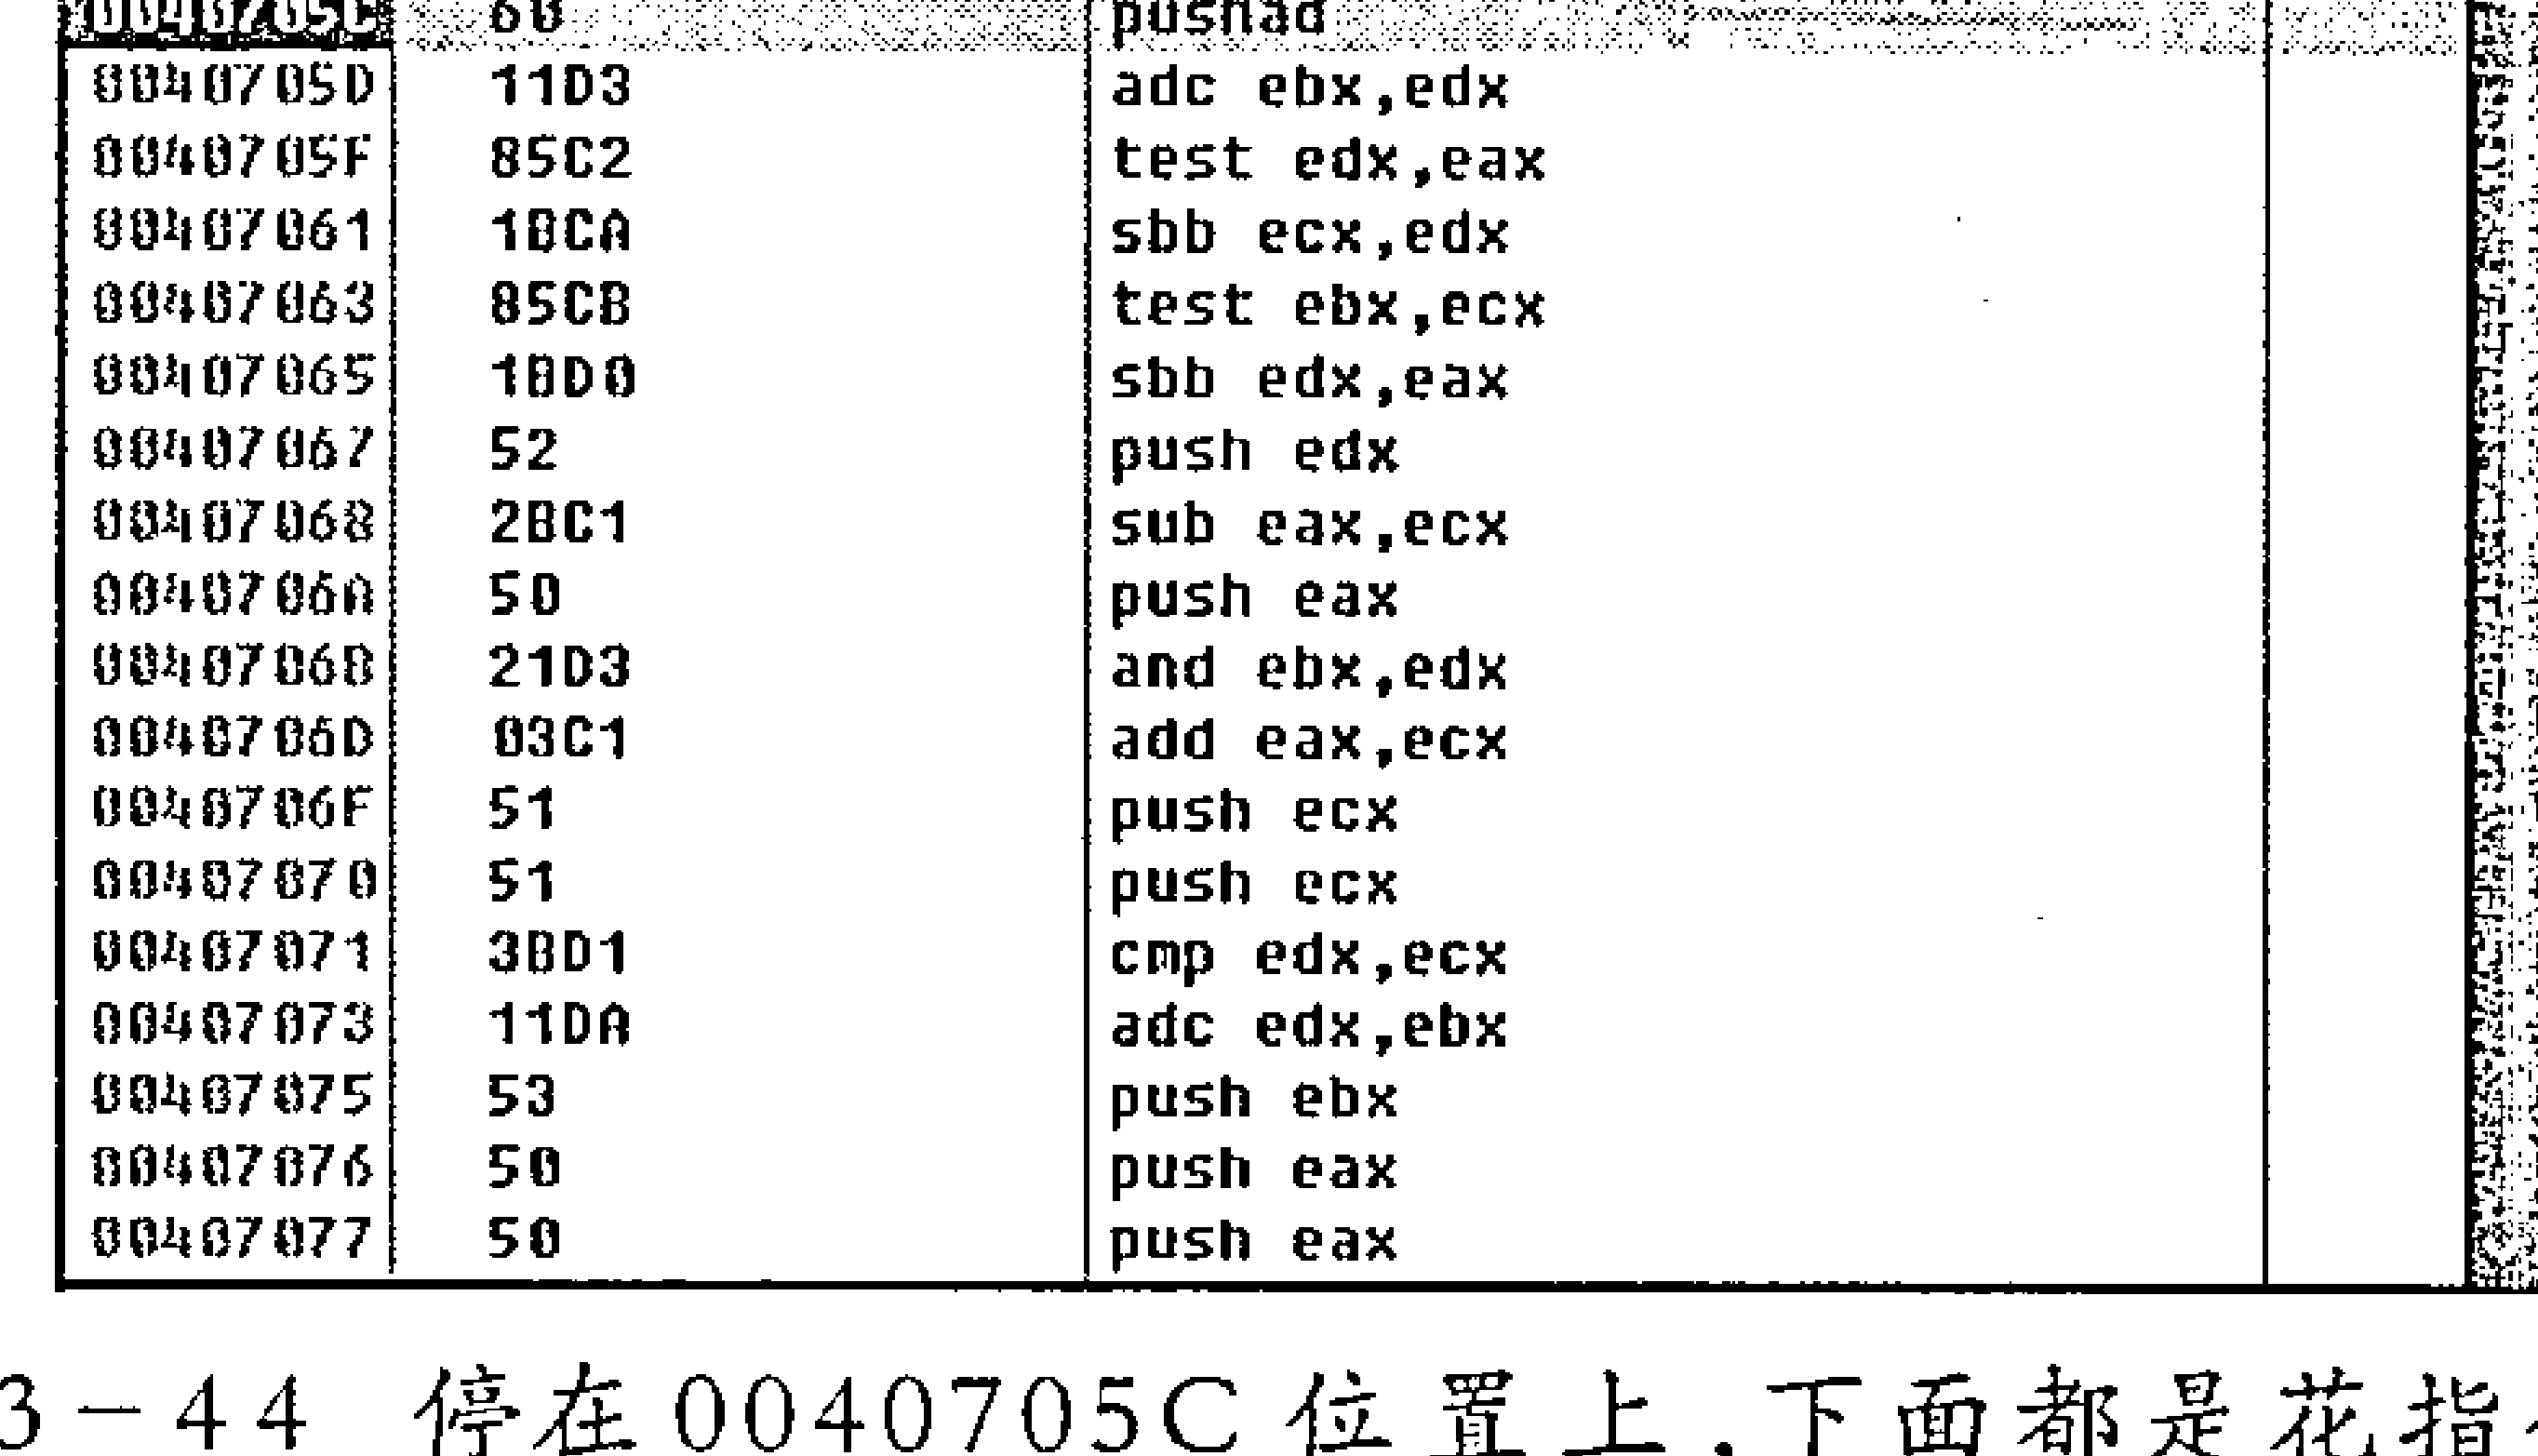 0040705C 60 pushad
0040705D 11D3 adc ebx,edx
0040705F 85C2 test edx,eax
00407061 1BCA sbb ecx,edx
00407063 85CB test ebx,ecx
00407065 1BD0 sbb edx,eax
00407067 52 push edx
00407068 2BC1 sub eax,ecx
0040706A 50 push eax
0040706B 21D3 and ebx,edx
0040706D 03C1 add eax,ecx
0040706F 51 push ecx
00407070 51 push ecx
00407071 3BD1 cmp edx,ecx
00407073 11DA adc edx,ebx
00407075 53 push ebx
00407076 50 push eax
00407077 50 push eax
3-44 停在0040705C位置上,下面都是花指